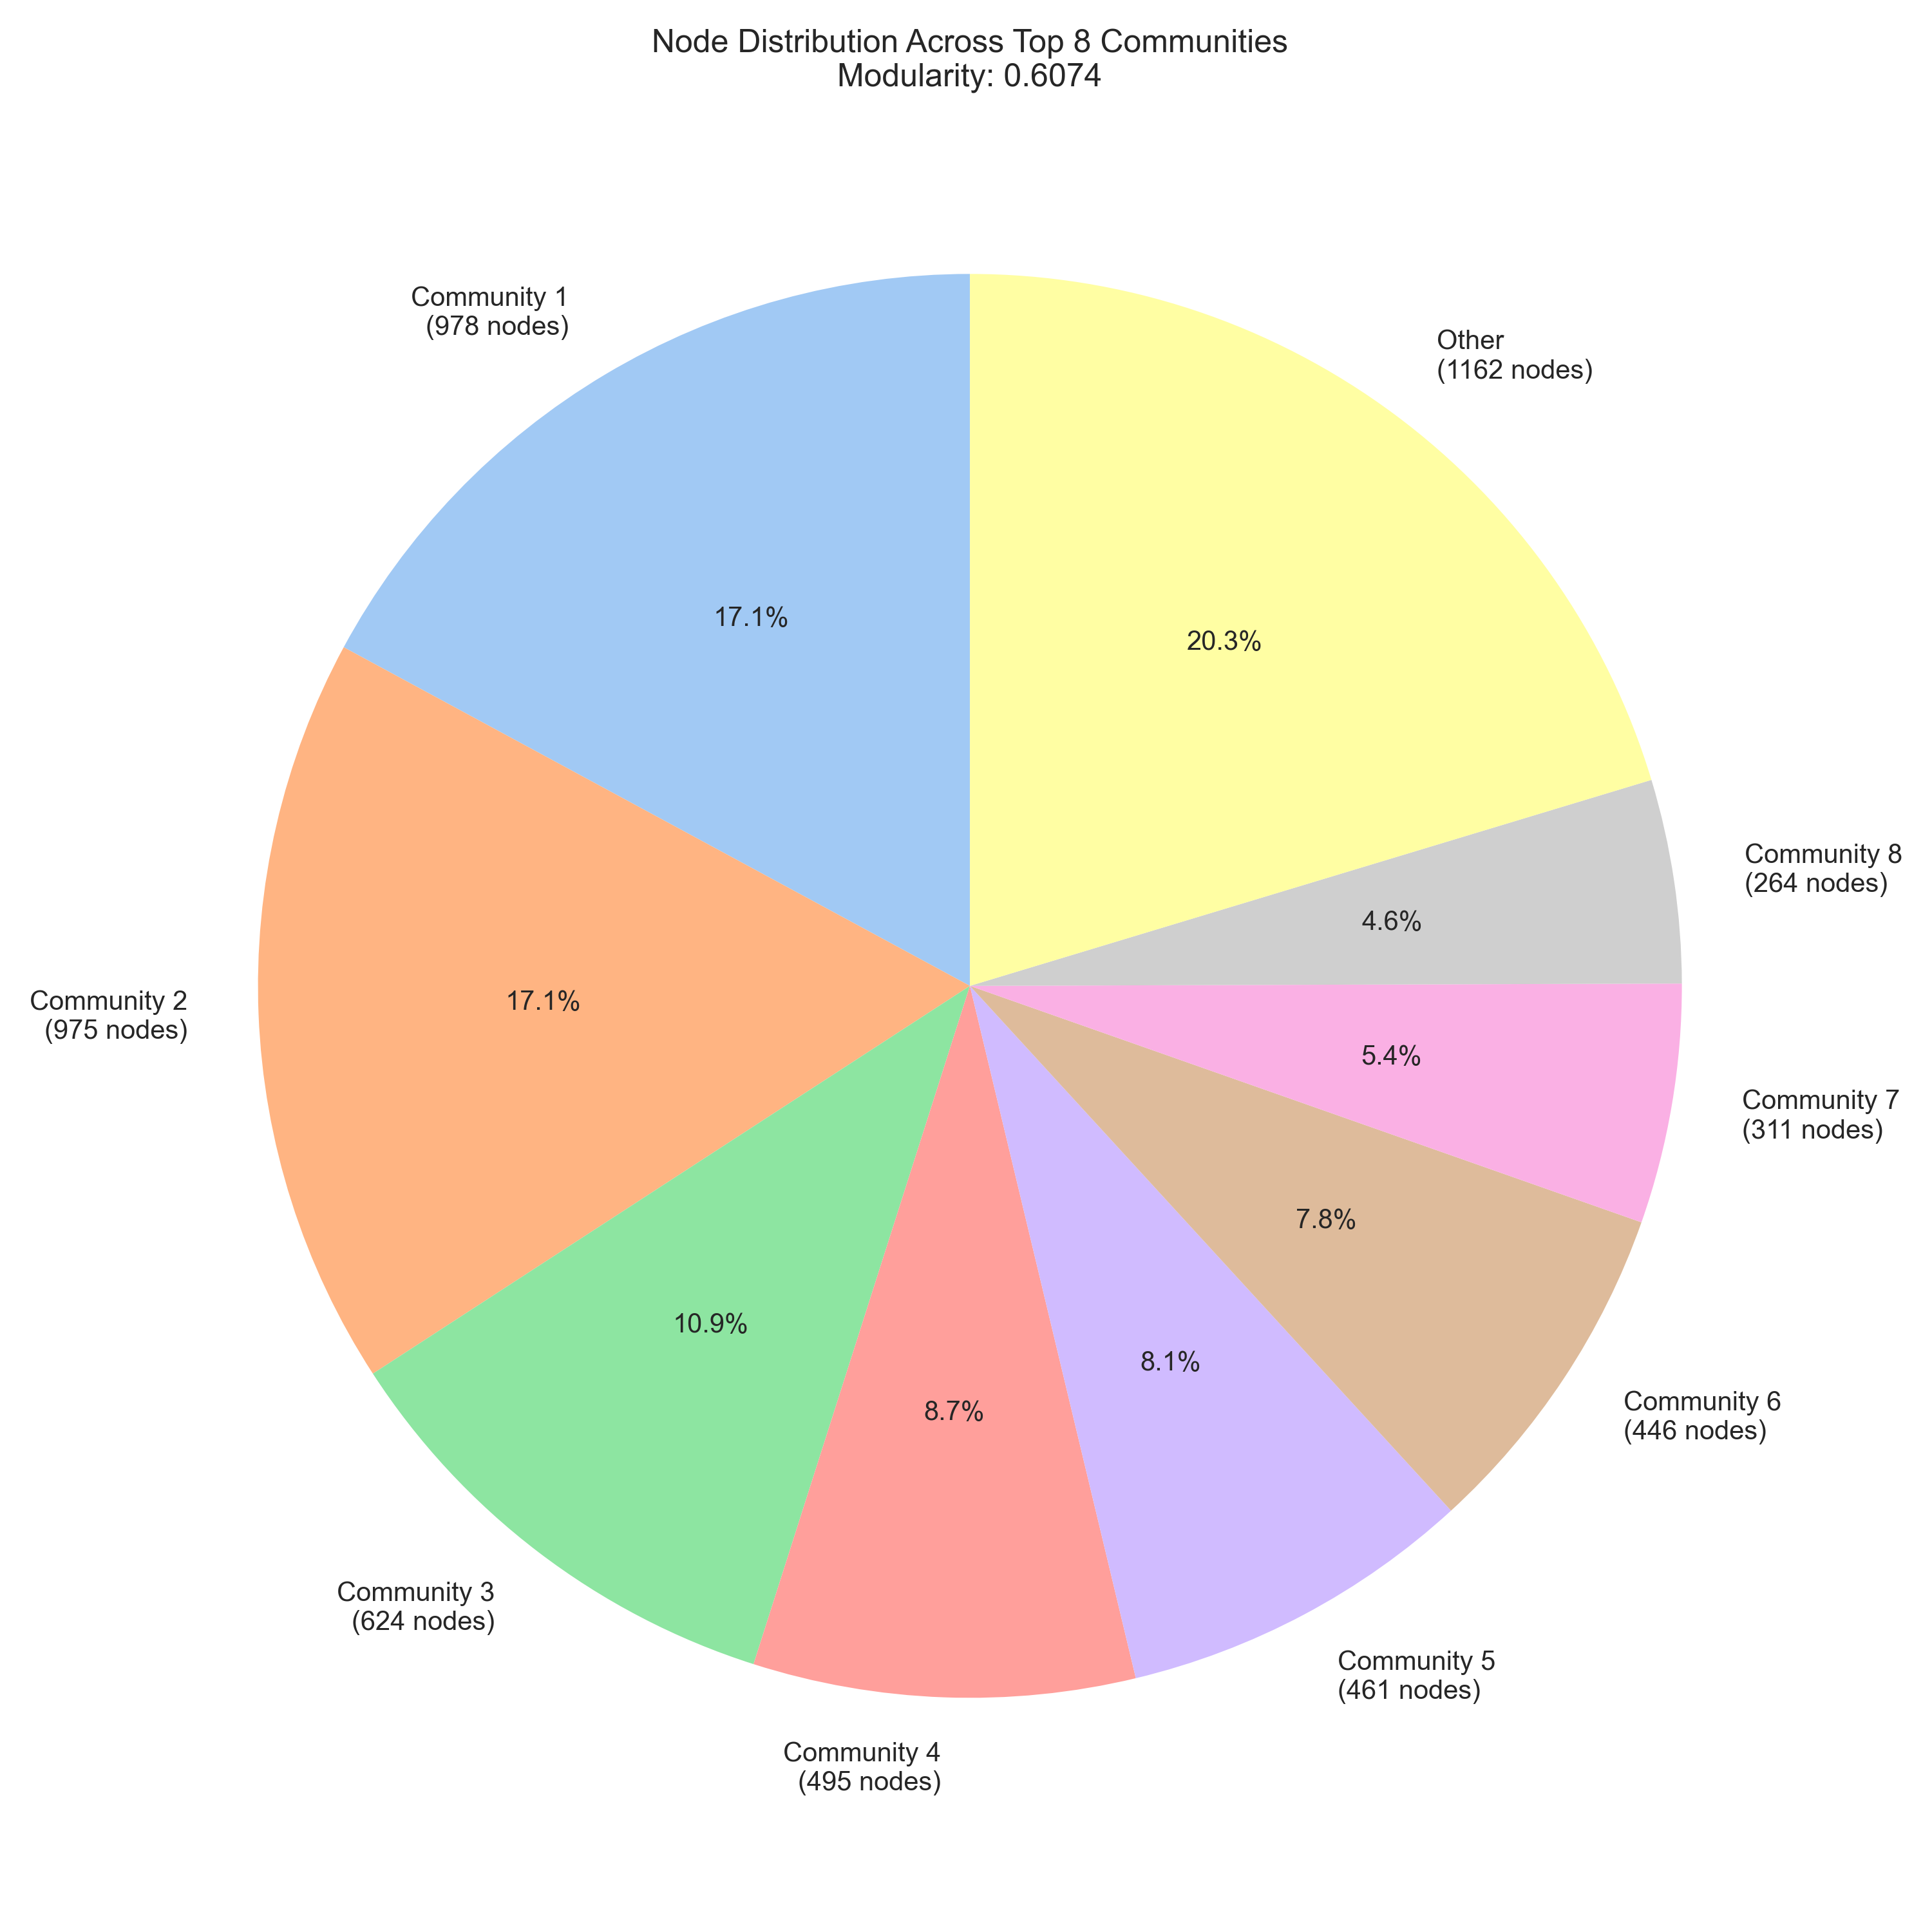 Node Distribution Across Top 8 Communities
Modularity: 0.6074
Community 1
(978 nodes)
17.1%
Other
(1162 nodes)
20.3%
Community 2
(975 nodes)
17.1%
Community 8
(264 nodes)
4.6%
Community 7
(311 nodes)
5.4%
Community 6
(446 nodes)
7.8%
Community 3
(624 nodes)
10.9%
Community 4
(495 nodes)
8.7%
Community 5
(461 nodes)
8.1%